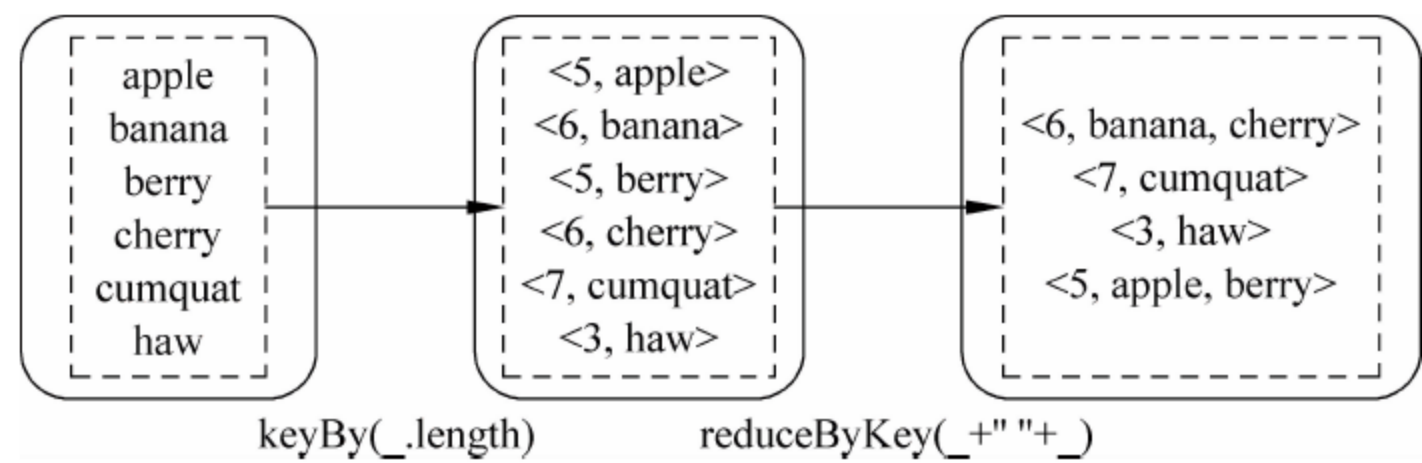 apple
banana
berry
cherry
cumquat
haw
<5, apple>
<6, banana>
<5, berry>
<6, cherry>
<7, cumquat>
<3, haw>
<6, banana, cherry>
<7, cumquat>
<3, haw>
<5, apple, berry>
keyBy(_.length)
reduceByKey(_+" "+_)